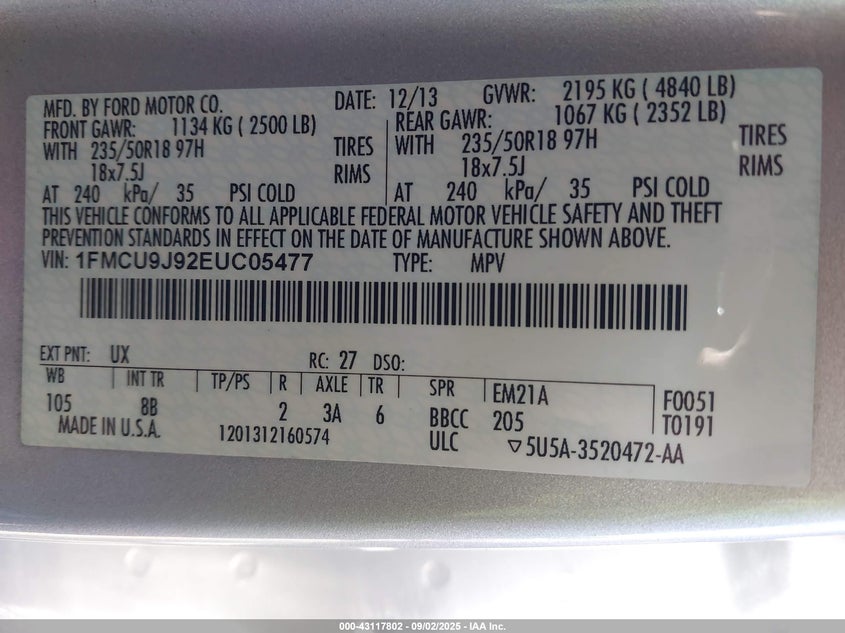 MFD. BY FORD MOTOR CO. DATE: 12/13 GVWR: 2195 KG ( 4840 LB)
FRONT GAWR: 1134 KG ( 2500 LB) REAR GAWR: 1067 KG ( 2352 LB)
WITH 235/50R18 97H TIRES WITH 235/50R18 97H TIRES
18x7.5J RIMS 18x7.5J RIMS
AT 240 kPa/ 35 PSI COLD AT 240 kPa/ 35 PSI COLD
THIS VEHICLE CONFORMS TO ALL APPLICABLE FEDERAL MOTOR VEHICLE SAFETY AND THEFT
PREVENTION STANDARDS IN EFFECT ON THE DATE OF MANUFACTURE SHOWN ABOVE.
VIN: 1FMCU9J92EUC05477 TYPE: MPV
EXT PNT: UX RC: 27 DSO:
WB INT TR TP/PS R AXLE TR SPR EM21A F0051
105 8B 2 3A 6 BBCC 205 T0191
MADE IN U.S.A. 1201312160574 ULC ▽5U5A-3520472-AA
000-43117802 - 09/02/2025 - IAA Inc.